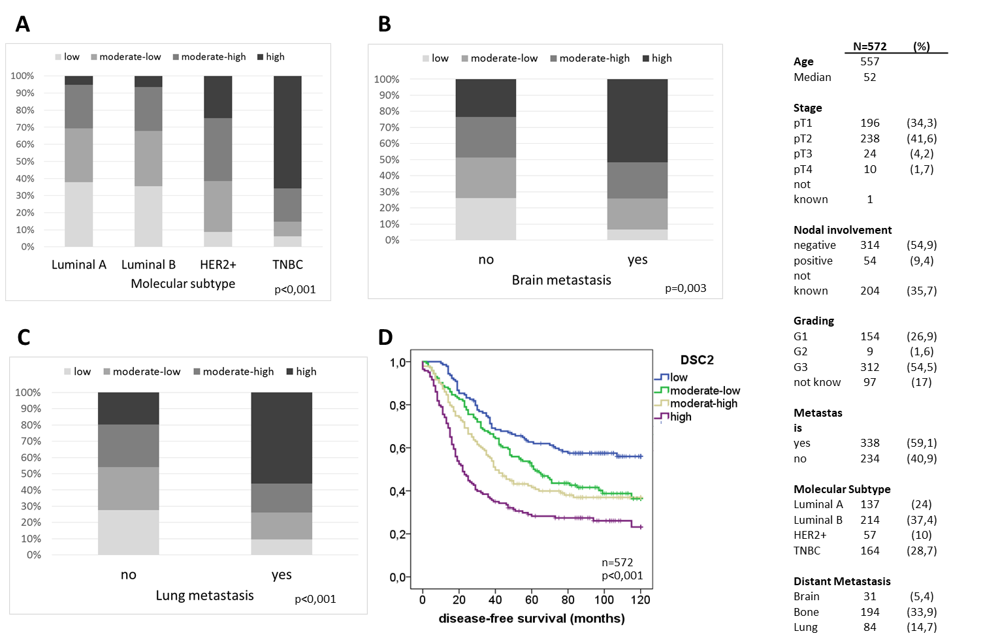 A
low moderate-low moderate-high high
100%
90%
80%
70%
60%
50%
40%
30%
20%
10%
0%
Luminal A Luminal B HER2+ TNBC
Molecular subtype
p<0,001
B
low moderate-low moderate-high high
100%
90%
80%
70%
60%
50%
40%
30%
20%
10%
0%
no yes
Brain metastasis
p=0,003
C
low moderate-low moderate-high high
100%
90%
80%
70%
60%
50%
40%
30%
20%
10%
0%
no yes
Lung metastasis
p<0,001
D
DSC2
low
moderate-low
moderat-high
high
1,0
0,8
0,6
0,4
0,2
0,0
n=572
p<0,001
0 20 40 60 80 100 120
disease-free survival (months)
N=572 (%)
Age 557
Median 52
Stage
pT1 196 (34,3)
pT2 238 (41,6)
pT3 24 (4,2)
pT4 10 (1,7)
not
known 1
Nodal involvement
negative 314 (54,9)
positive 54 (9,4)
not
known 204 (35,7)
Grading
G1 154 (26,9)
G2 9 (1,6)
G3 312 (54,5)
not know 97 (17)
Metastas
is
yes 338 (59,1)
no 234 (40,9)
Molecular Subtype
Luminal A 137 (24)
Luminal B 214 (37,4)
HER2+ 57 (10)
TNBC 164 (28,7)
Distant Metastasis
Brain 31 (5,4)
Bone 194 (33,9)
Lung 84 (14,7)